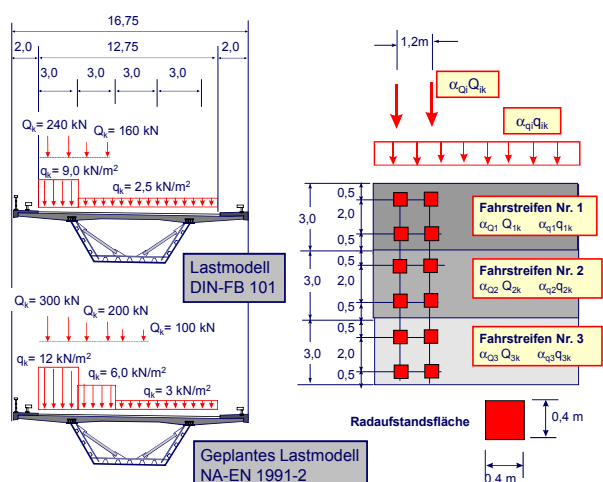 16,75
2,0
12,75
2,0
3,0
3,0
3,0
3,0
Qk= 240 kN
Qk= 160 kN
qk= 9,0 kN/m²
qk= 2,5 kN/m²
Lastmodell
DIN-FB 101
Qk= 300 kN
Qk= 200 kN
Qk= 100 kN
qk= 12 kN/m²
qk= 6,0 kN/m²
qk= 3 kN/m²
Geplantes Lastmodell
NA-EN 1991-2
1,2m
αQiQik
αqiqik
3,0
0,5
2,0
0,5
Fahrstreifen Nr. 1
αQ1 Q1k αq1q1k
3,0
0,5
2,0
0,5
Fahrstreifen Nr. 2
αQ2 Q2k αq2q2k
3,0
0,5
2,0
0,5
Fahrstreifen Nr. 3
αQ3 Q3k αq3q3k
Radaufstandsfläche
0,4 m
0,4 m